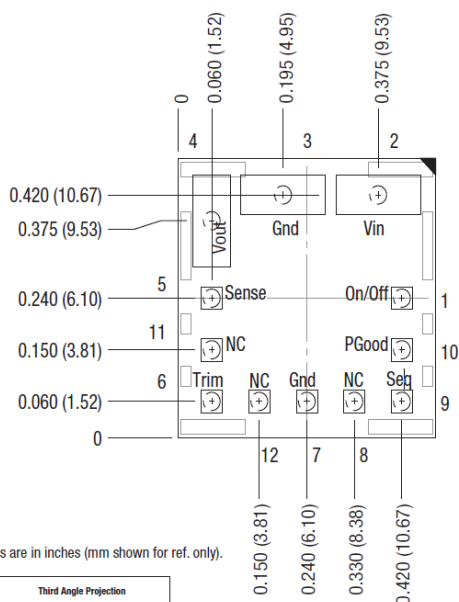 0
0.060 (1.52)
0.195 (4.95)
0.375 (9.53)
4
3
2
0.420 (10.67)
0.375 (9.53)
Vout
Gnd
Vin
5
0.240 (6.10)
Sense
On/Off
1
11
0.150 (3.81)
NC
PGood
10
6
0.060 (1.52)
Trim
NC
Gnd
NC
Seq
9
0
12
7
8
0.150 (3.81)
0.240 (6.10)
0.330 (8.38)
0.420 (10.67)
s are in inches (mm shown for ref. only).
Third Angle Projection